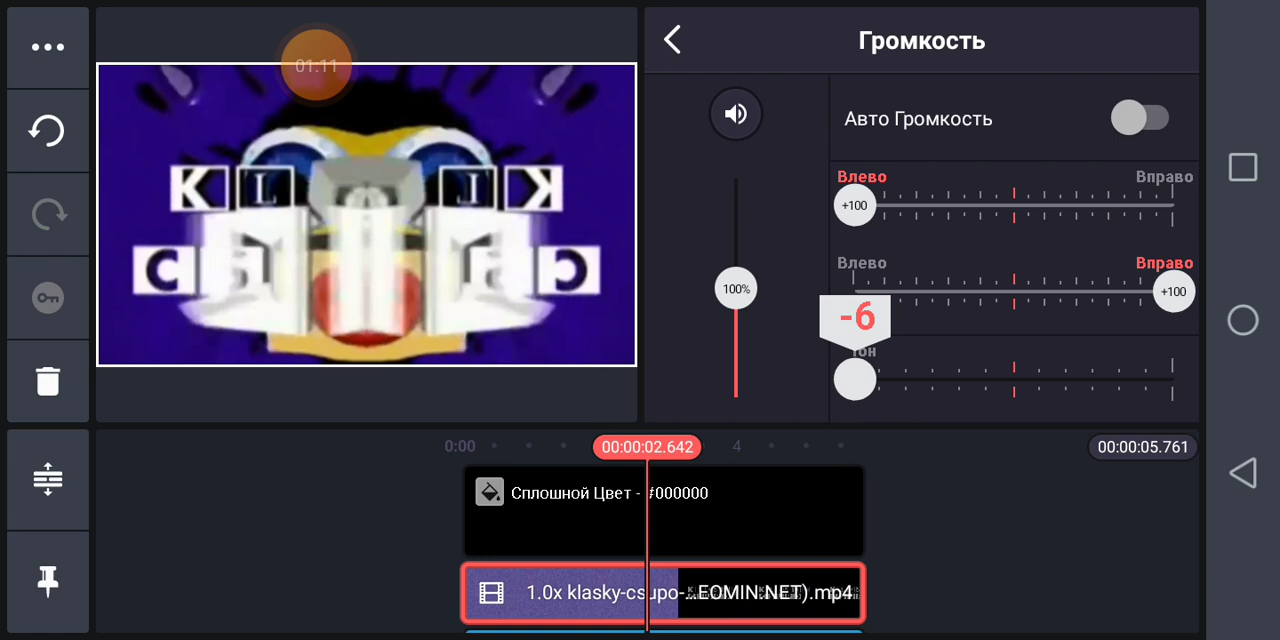 01:11
Громкость
Авто Громкость
Влево Вправо
+100
Влево Вправо
100%
+100
-6
Тон
K L L K
C C
0:00 00:00:02.642 4 00:00:05.761
Сплошной Цвет - #000000
1.0x klasky-csupo-...EOMIN.NET).mp4